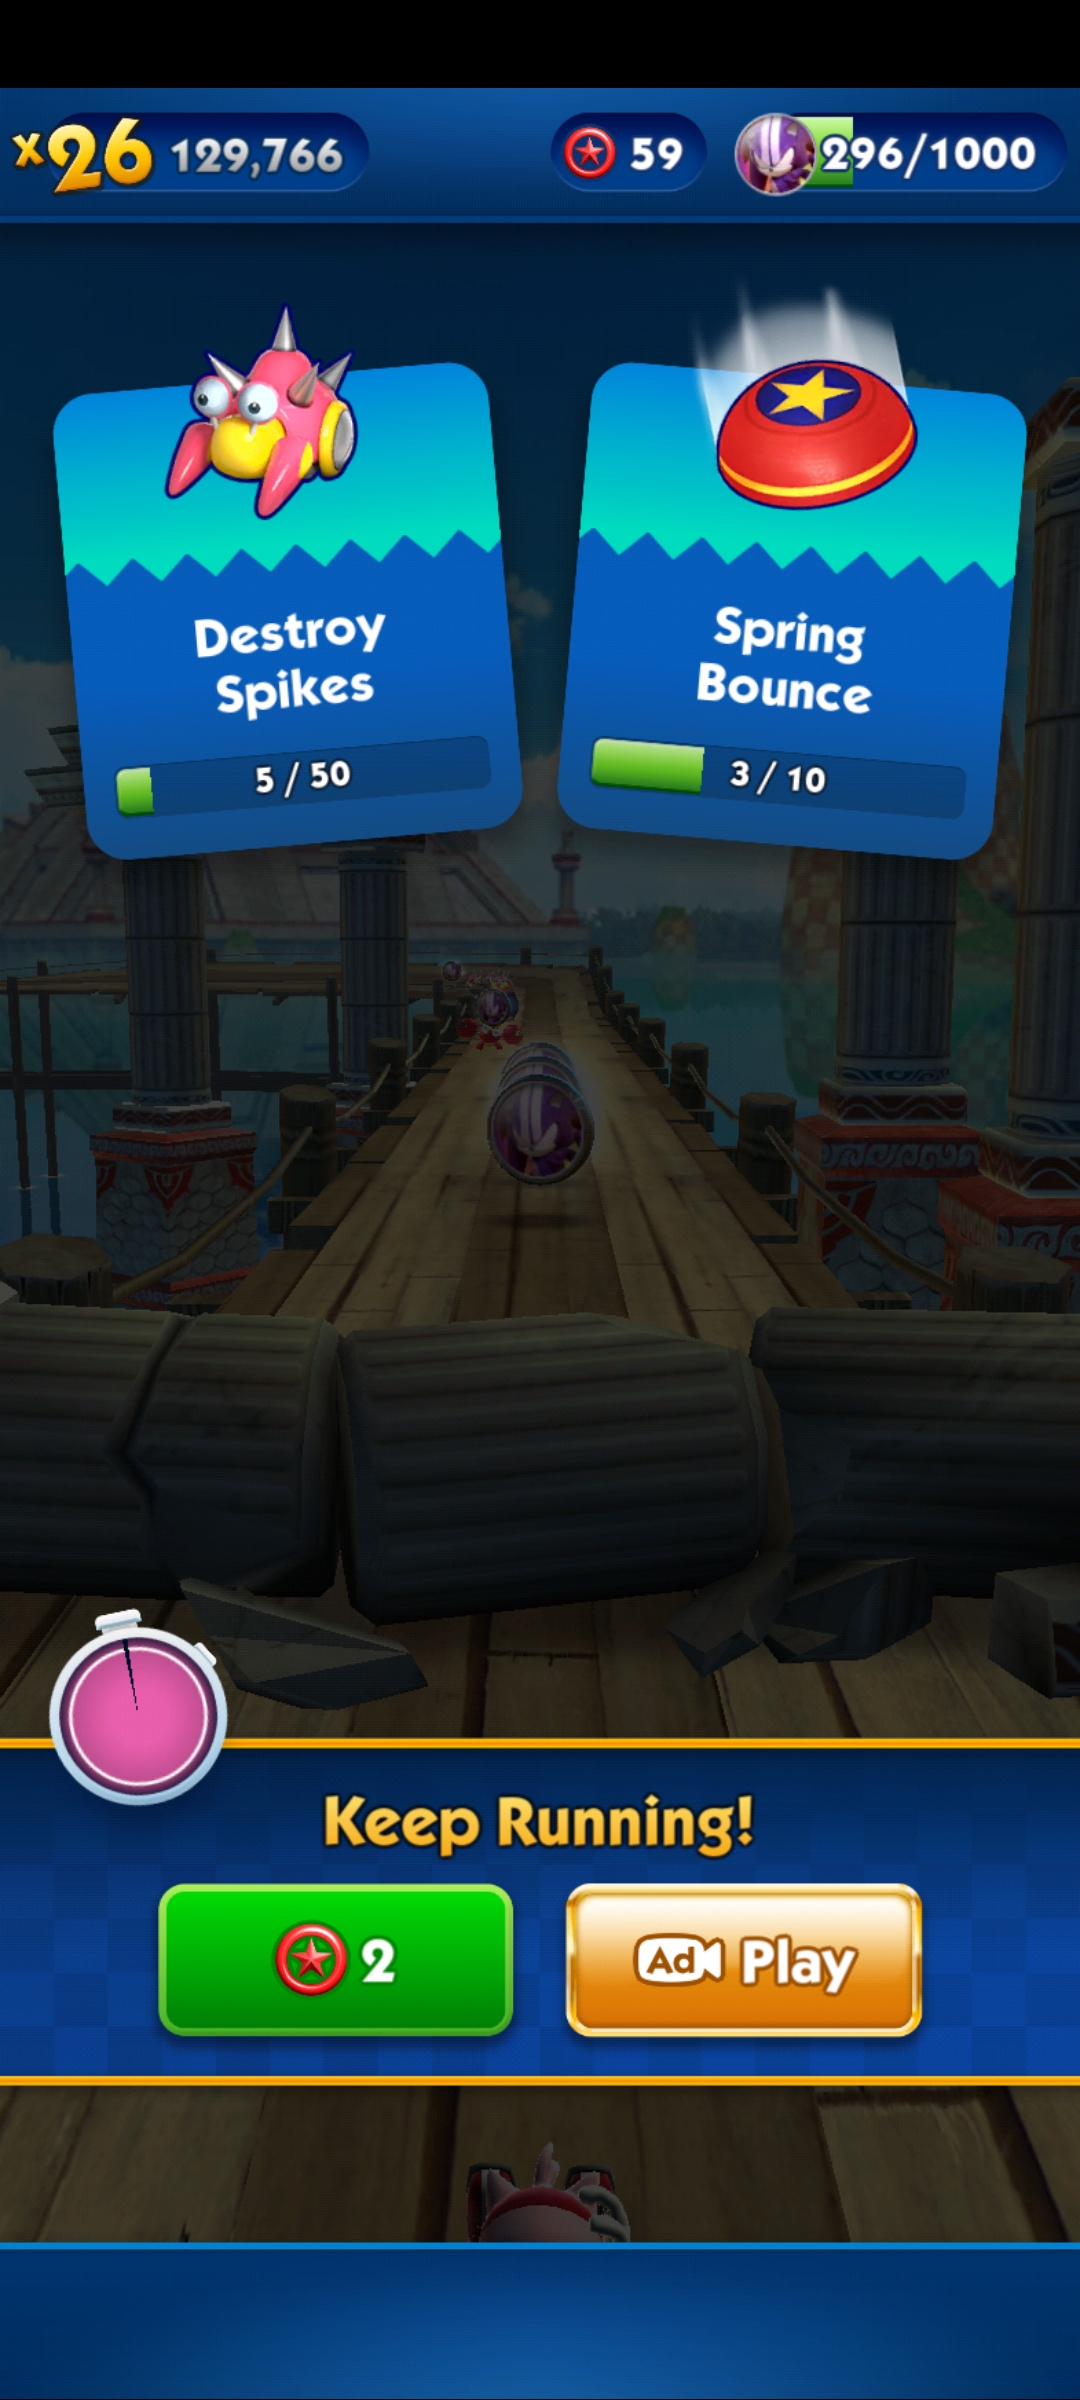 x26 129,766
59
296/1000
Destroy
Spikes
5 / 50
Spring
Bounce
3 / 10
Keep Running!
2
Ad Play